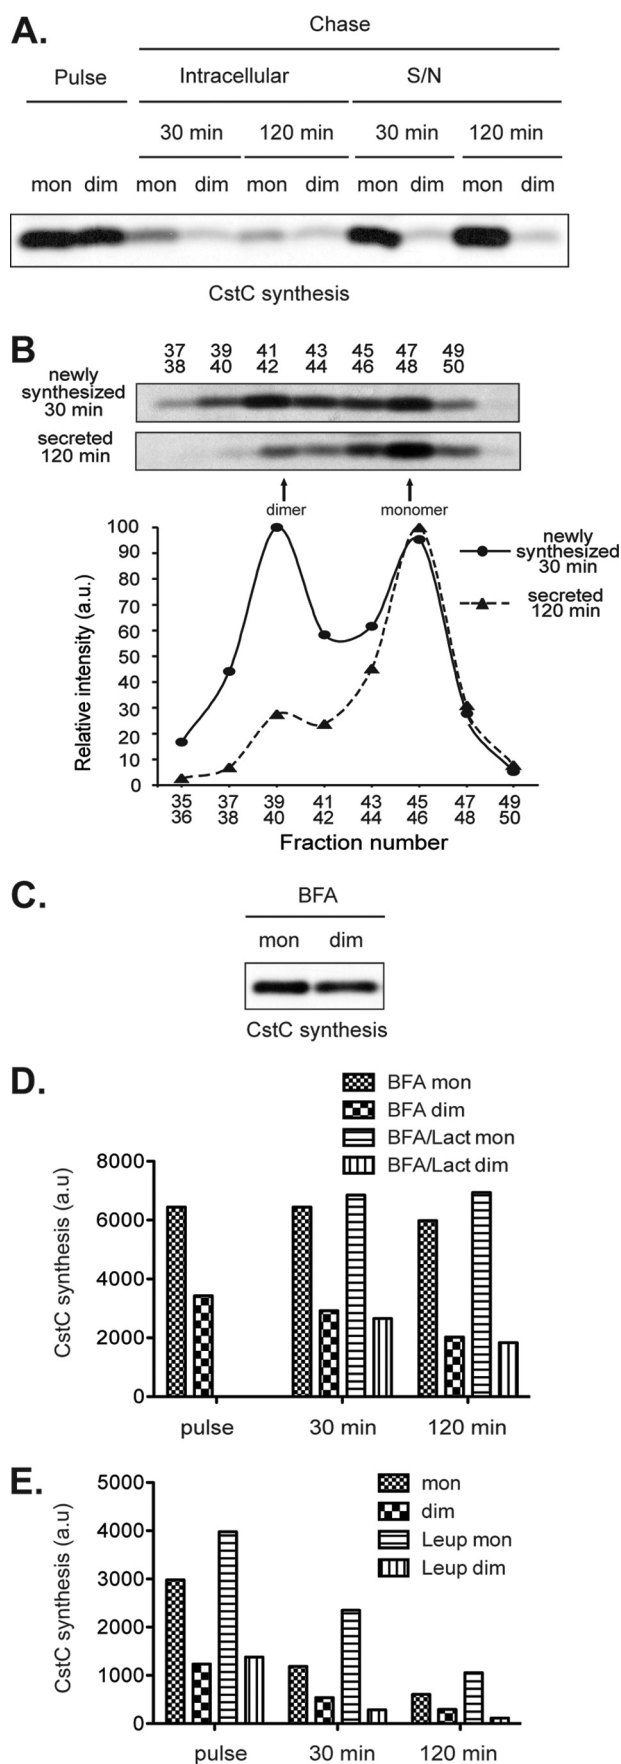 A.
Chase
Pulse Intracellular S/N
30 min 120 min 30 min 120 min
mon dim mon dim mon dim mon dim mon dim
CstC synthesis
B
37 39 41 43 45 47 49
38 40 42 44 46 48 50
newly
synthesized
30 min
secreted
120 min
dimer monomer
100
90
80
70
60
50
40
30
20
10
0
Relative intensity (a.u.)
newly
synthesized
30 min
secreted
120 min
35 37 39 41 43 45 47 49
36 38 40 42 44 46 48 50
Fraction number
C.
BFA
mon dim
CstC synthesis
D.
BFA mon
BFA dim
BFA/Lact mon
BFA/Lact dim
CstC synthesis (a.u)
8000
6000
4000
2000
0
pulse 30 min 120 min
E.
mon
dim
Leup mon
Leup dim
CstC synthesis (a.u)
5000
4000
3000
2000
1000
0
pulse 30 min 120 min